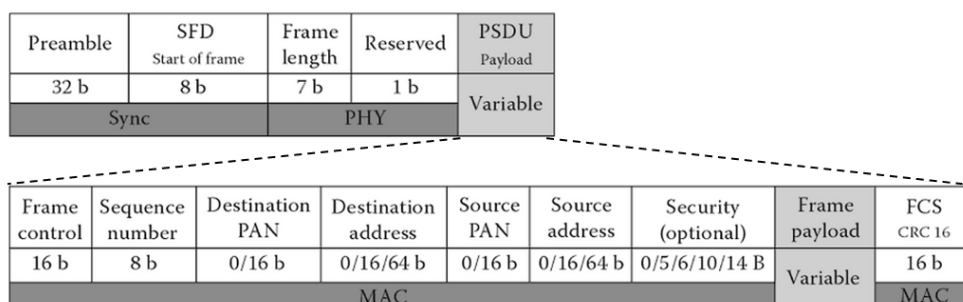 Preamble SFD Frame Reserved PSDU
Start of frame length Payload
32 b 8 b 7 b 1 b Variable
Sync PHY
Frame Sequence Destination Destination Source Source Security Frame FCS
control number PAN address PAN address (optional) payload CRC 16
16 b 8 b 0/16 b 0/16/64 b 0/16 b 0/16/64 b 0/5/6/10/14 B Variable 16 b
MAC MAC